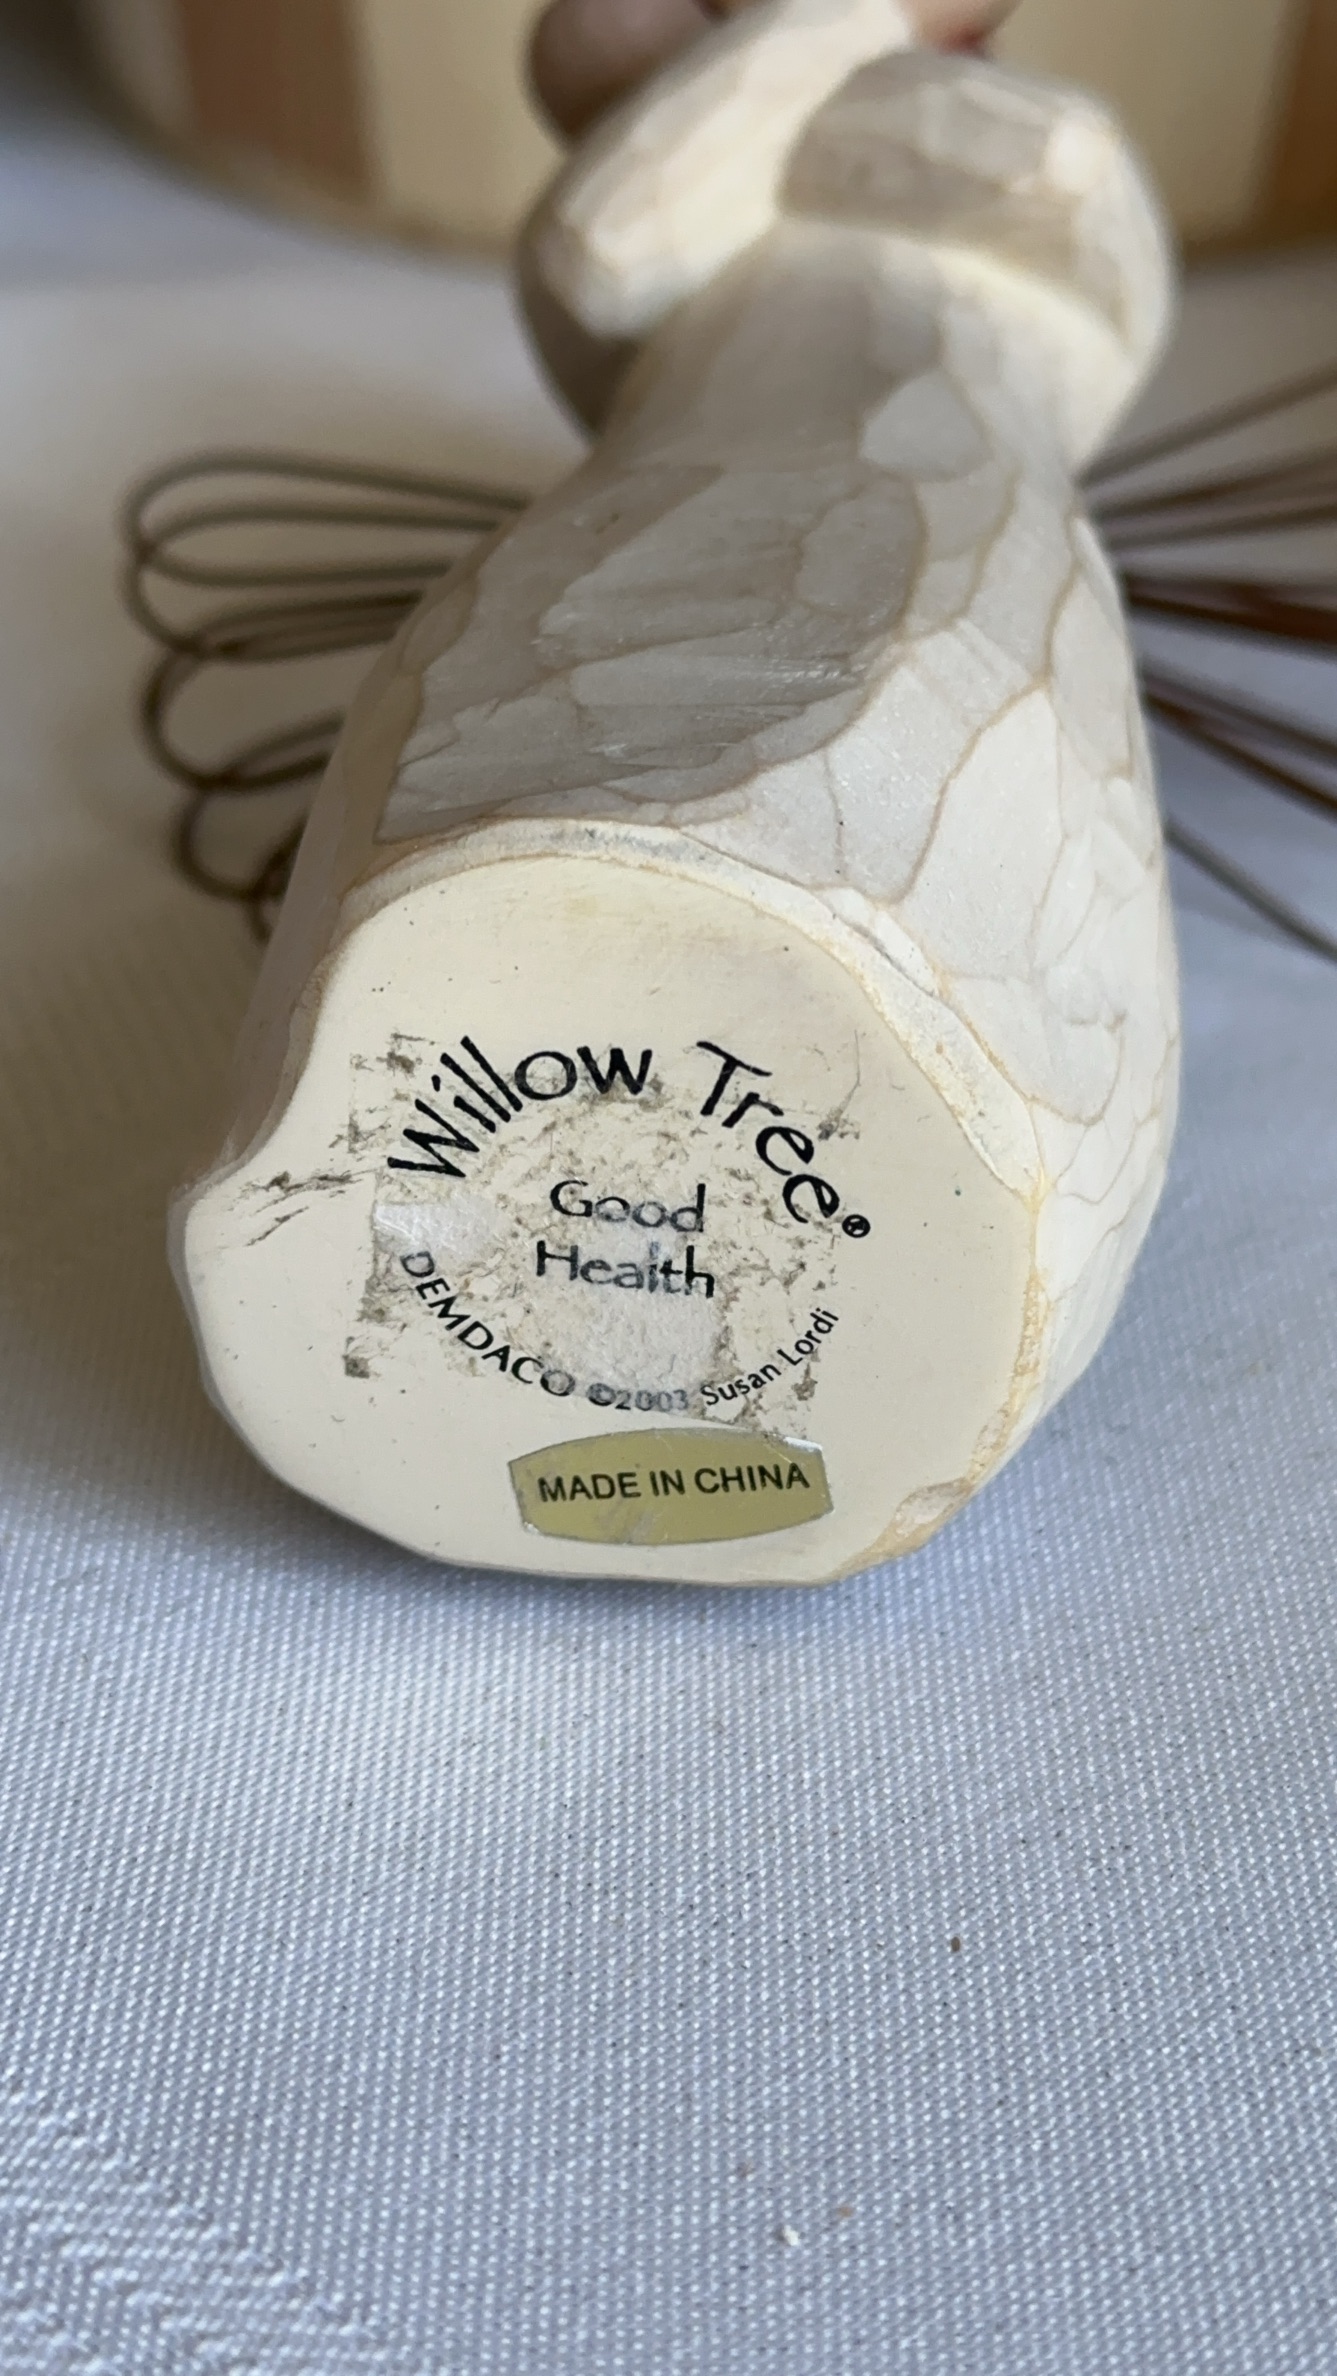 Willow Tree®
Good
Health
DEMDACO ©2003 Susan Lordi
MADE IN CHINA